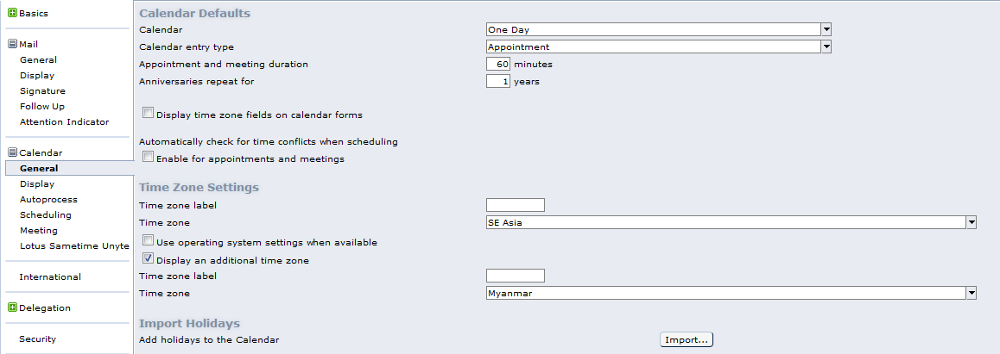 Basics
Mail
General
Display
Signature
Follow Up
Attention Indicator
Calendar
General
Display
Autoprocess
Scheduling
Meeting
Lotus Sametime Unyte
International
Delegation
Security
Calendar Defaults
Calendar One Day
Calendar entry type Appointment
Appointment and meeting duration 60 minutes
Anniversaries repeat for 1 years
Display time zone fields on calendar forms
Automatically check for time conflicts when scheduling
Enable for appointments and meetings
Time Zone Settings
Time zone label
Time zone SE Asia
Use operating system settings when available
Display an additional time zone
Time zone label
Time zone Myanmar
Import Holidays
Add holidays to the Calendar Import...